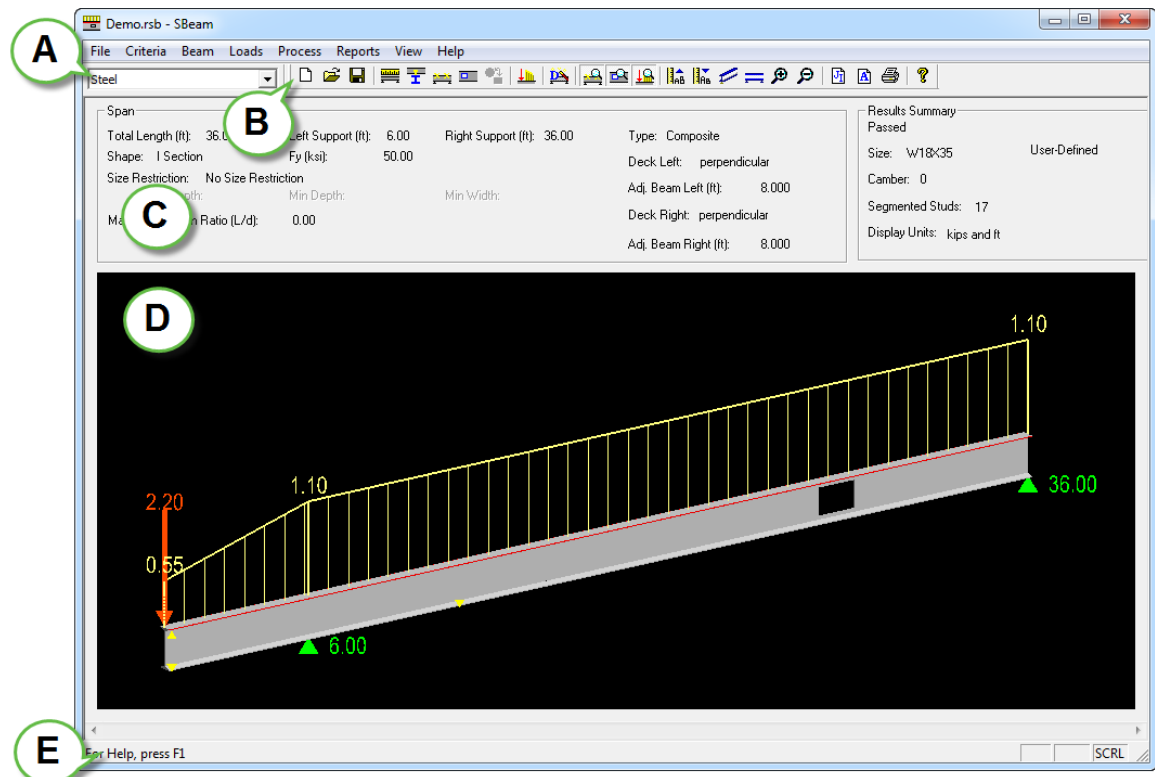 Demo.rsb - SBeam
A
File Criteria Beam Loads Process Reports View Help
Steel
B
Span
Total Length (ft): Left Support (ft): 6.00 Right Support (ft): 36.00 Type: Composite
Shape: I Section Fy (ksi): 50.00 Deck Left: perpendicular
Size Restriction: No Size Restriction Adj. Beam Left (ft): 8.000
Min Depth: Min Width:
C
Ratio (L/d): 0.00 Deck Right: perpendicular
Adj. Beam Right (ft): 8.000
Results Summary
Passed
Size: W18X35 User-Defined
Camber: 0
Segmented Studs: 17
Display Units: kips and ft
D
1.10
1.10
2.20
0.55
36.00
6.00
E
For Help, press F1
SCRL